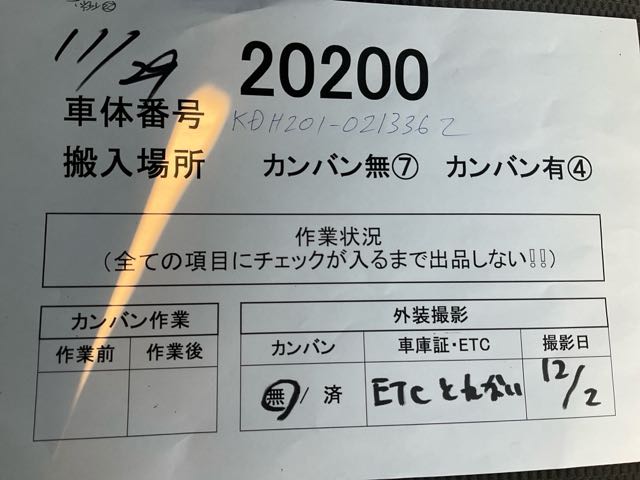 11/29
20200
車体番号 KDH201-0213362
搬入場所 カンバン無⑦ カンバン有④
作業状況
(全ての項目にチェックが入るまで出品しない!!)
カンバン作業
作業前 作業後
外装撮影
カンバン 車庫証・ETC 撮影日
無/済 ETCとれない 12/2